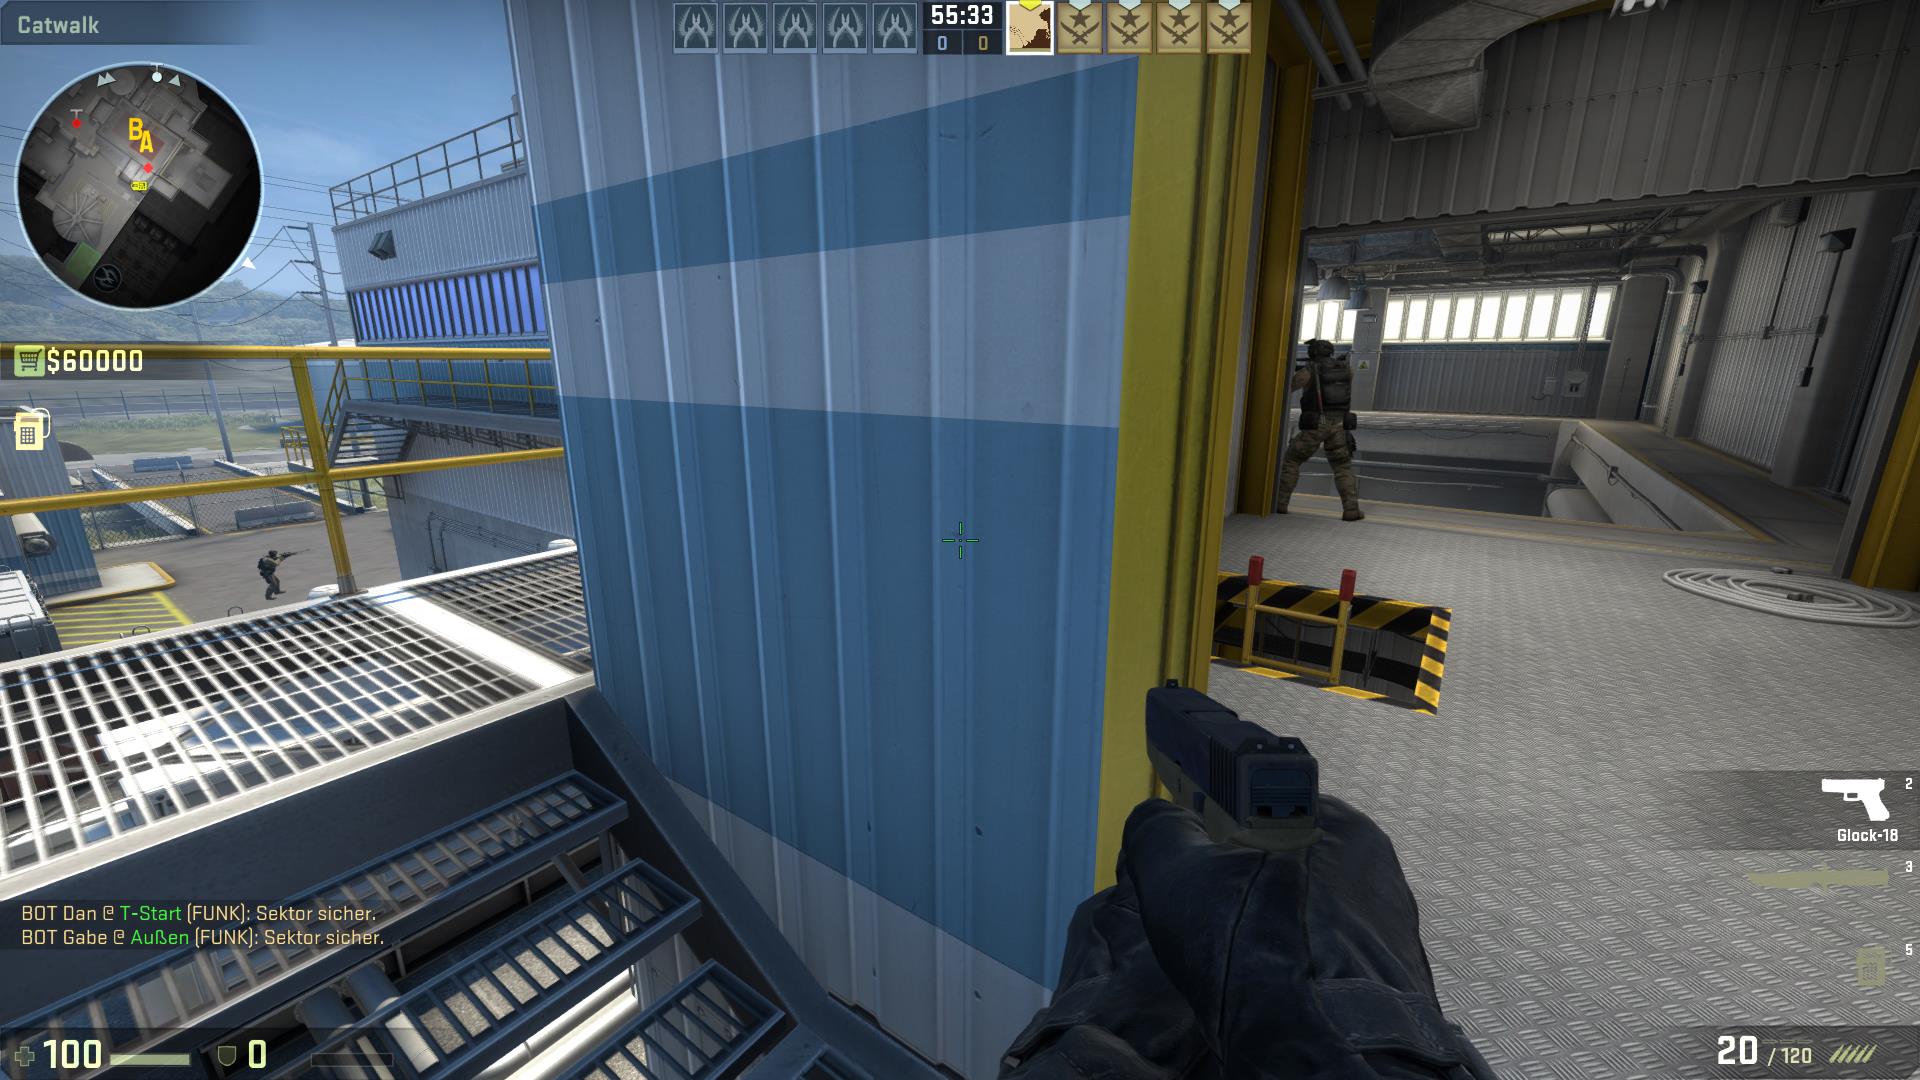 Catwalk
55:33
0 0
B
A
$60000
2
Glock-18
3
5
BOT Dan @ T-Start (FUNK): Sektor sicher.
BOT Gabe @ Außen (FUNK): Sektor sicher.
100 0
20 / 120